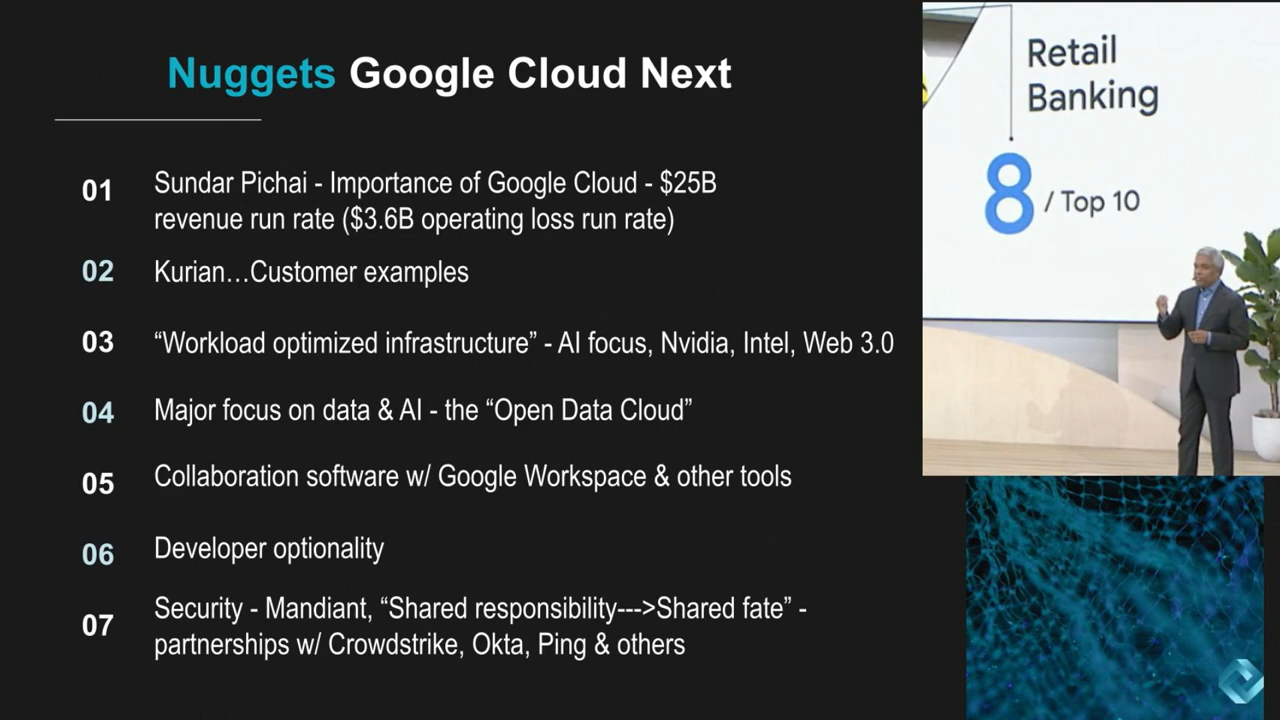 Nuggets Google Cloud Next
01
Sundar Pichai - Importance of Google Cloud - $25B
revenue run rate ($3.6B operating loss run rate)
02
Kurian…Customer examples
03
“Workload optimized infrastructure” - AI focus, Nvidia, Intel, Web 3.0
04
Major focus on data & AI - the “Open Data Cloud”
05
Collaboration software w/ Google Workspace & other tools
06
Developer optionality
07
Security - Mandiant, “Shared responsibility--->Shared fate” -
partnerships w/ Crowdstrike, Okta, Ping & others
Retail
Banking
8 / Top 10